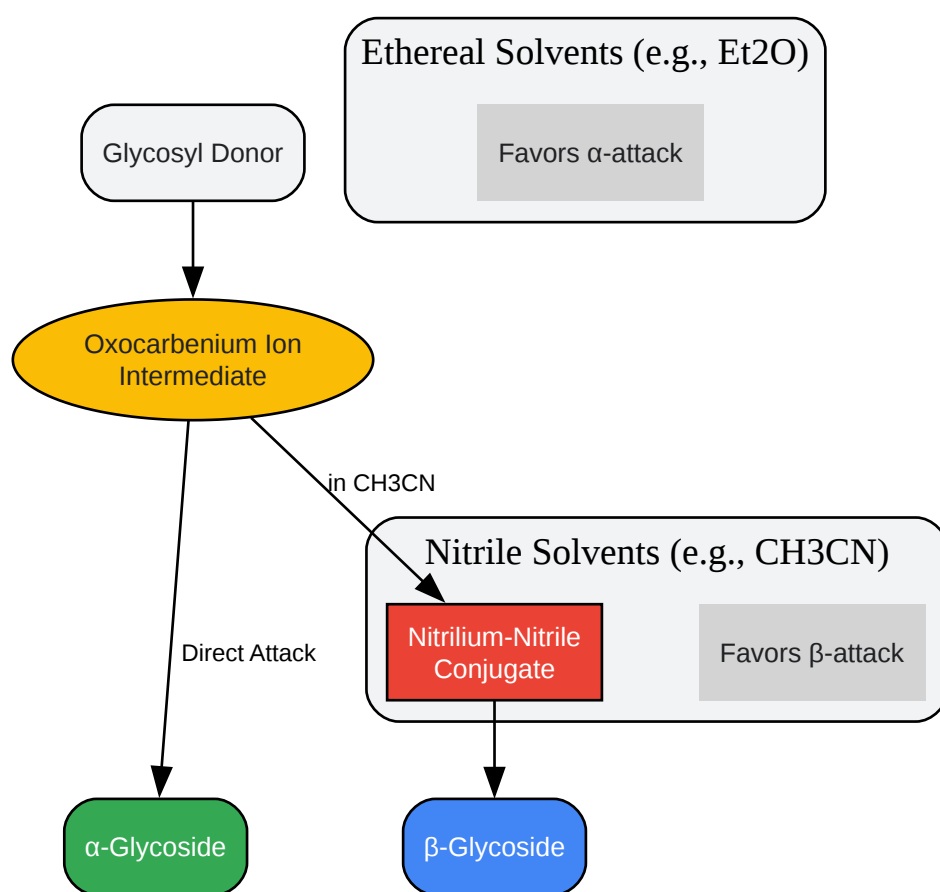 Ethereal Solvents (e.g., Et2O)
Glycosyl Donor
Favors α-attack
Oxocarbenium Ion
Intermediate
in CH3CN
Nitrile Solvents (e.g., CH3CN)
Nitrilium-Nitrile
Conjugate
Favors β-attack
Direct Attack
α-Glycoside
β-Glycoside